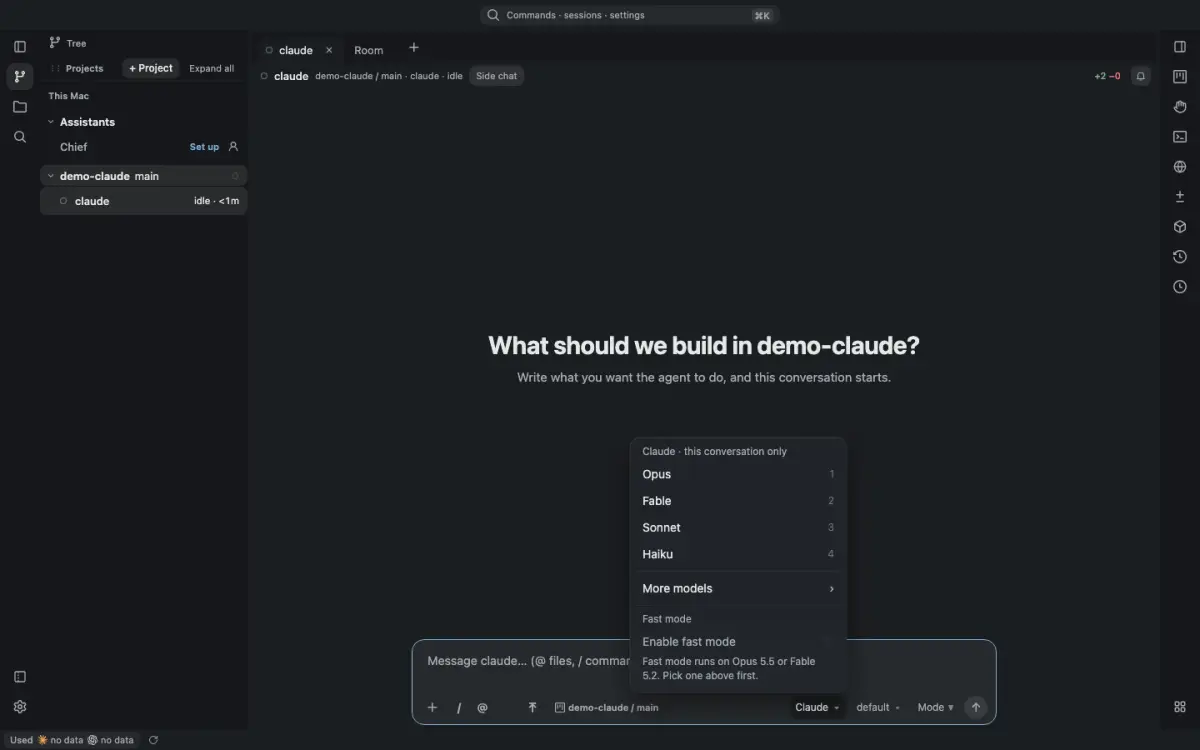 Commands · sessions · settings ⌘K
Tree
Projects + Project Expand all
This Mac
Assistants
Chief Set up
demo-claude main
claude idle · <1m
claude × Room +
claude demo-claude / main · claude · idle Side chat
+2 −0
What should we build in demo-claude?
Write what you want the agent to do, and this conversation starts.
Claude · this conversation only
Opus 1
Fable 2
Sonnet 3
Haiku 4
More models ›
Fast mode
Enable fast mode
Fast mode runs on Opus 5.5 or Fable
5.2. Pick one above first.
Message claude... (@ files, / comman
+ / @ demo-claude / main Claude default Mode
Used no data no data